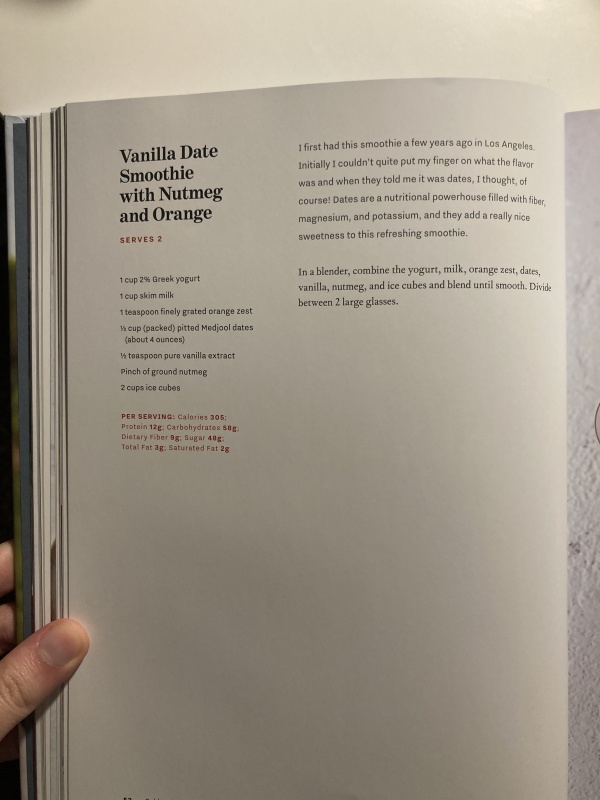 Vanilla Date
Smoothie
with Nutmeg
and Orange
SERVES 2
1 cup 2% Greek yogurt
1 cup skim milk
1 teaspoon finely grated orange zest
½ cup (packed) pitted Medjool dates
(about 4 ounces)
½ teaspoon pure vanilla extract
Pinch of ground nutmeg
2 cups ice cubes
PER SERVING: Calories 305;
Protein 12g; Carbohydrates 58g;
Dietary Fiber 9g; Sugar 48g;
Total Fat 3g; Saturated Fat 2g
I first had this smoothie a few years ago in Los Angeles.
Initially I couldn't quite put my finger on what the flavor
was and when they told me it was dates, I thought, of
course! Dates are a nutritional powerhouse filled with fiber,
magnesium, and potassium, and they add a really nice
sweetness to this refreshing smoothie.
In a blender, combine the yogurt, milk, orange zest, dates,
vanilla, nutmeg, and ice cubes and blend until smooth. Divide
between 2 large glasses.